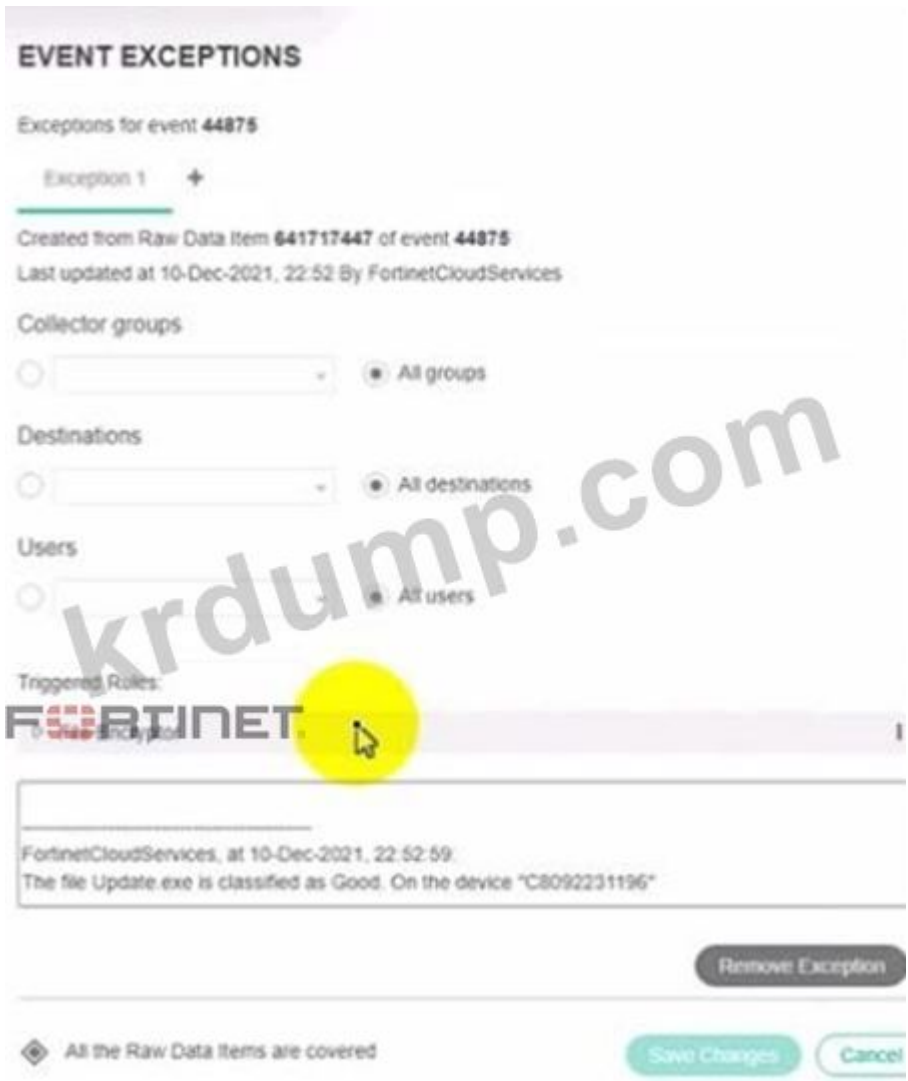 EVENT EXCEPTIONS
Exceptions for event 44875
Exception 1 +
Created from Raw Data Item 641717447 of event 44875
Last updated at 10-Dec-2021, 22:52 By FortinetCloudServices
Collector groups
All groups
Destinations
All destinations
Users
All users
krdump.com
Triggered Rules:
FORTINET
File Encryptor
FortinetCloudServices, at 10-Dec-2021, 22:52:59:
The file Update.exe is classified as Good. On the device "C8092231196"
Remove Exception
All the Raw Data Items are covered
Save Changes
Cancel